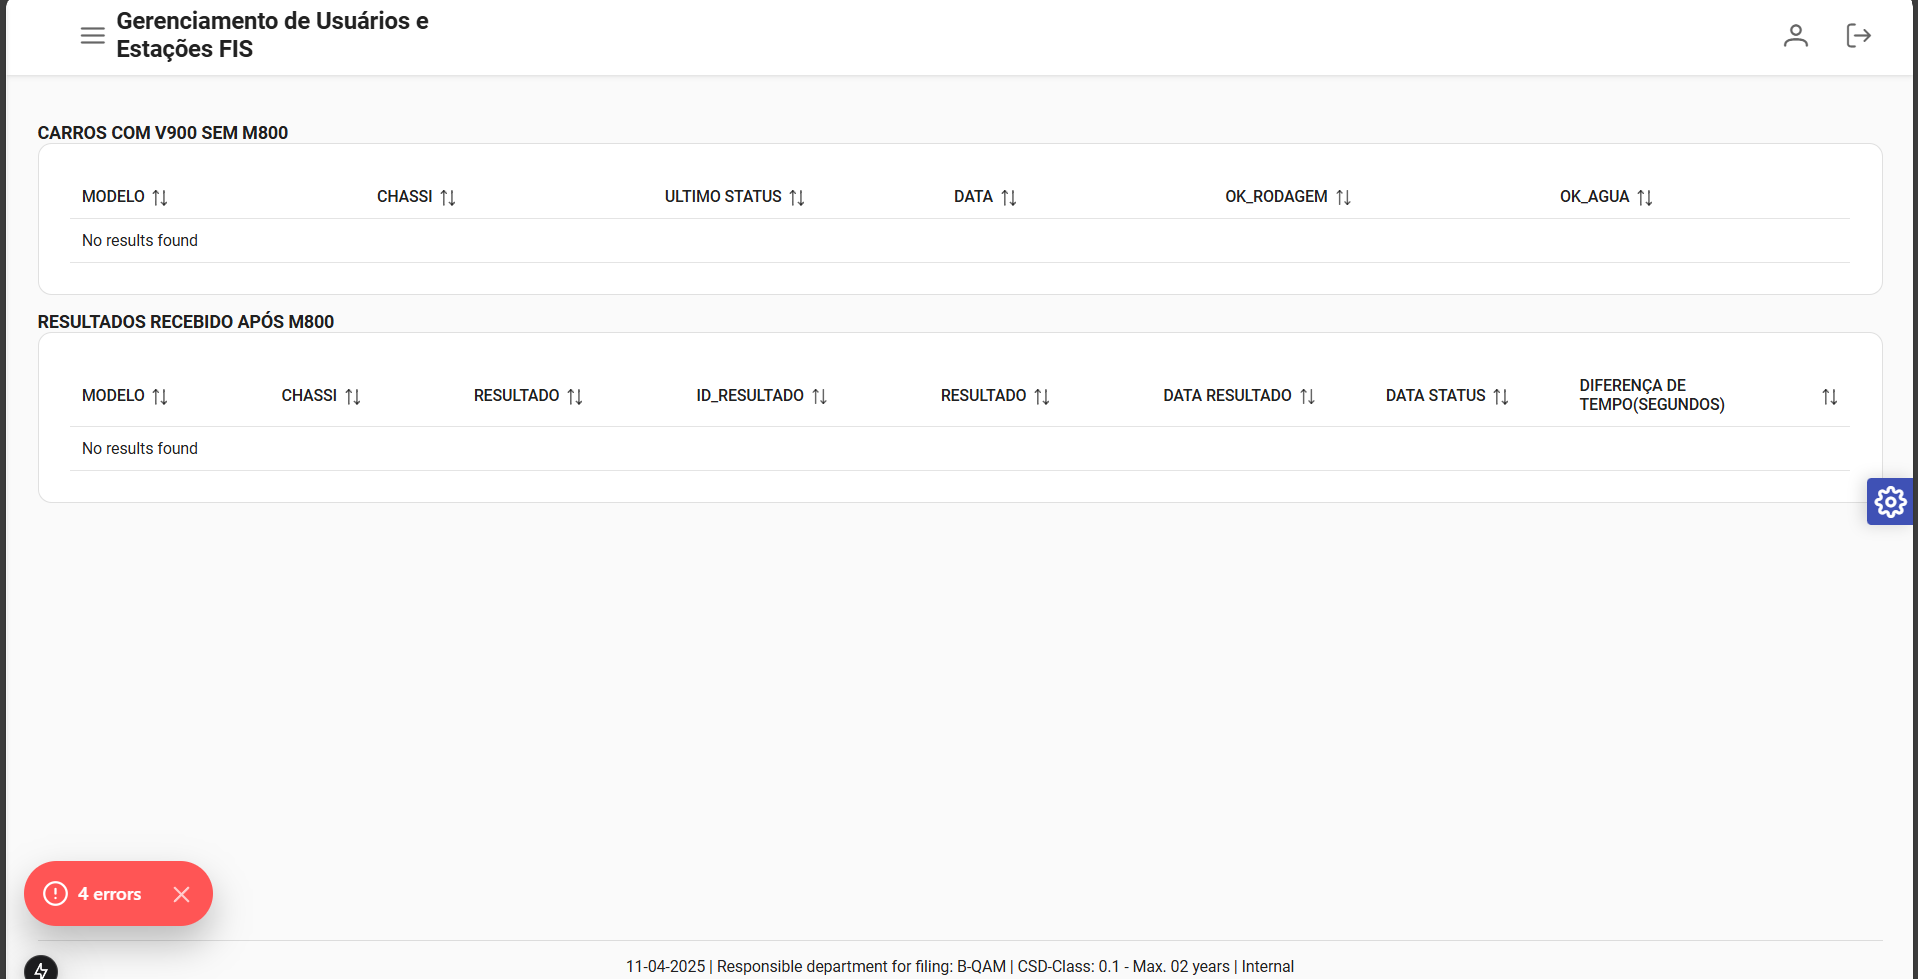 Gerenciamento de Usuários e
Estações FIS
CARROS COM V900 SEM M800
MODELO CHASSI ULTIMO STATUS DATA OK_RODAGEM OK_AGUA
No results found
RESULTADOS RECEBIDO APÓS M800
MODELO CHASSI RESULTADO ID_RESULTADO RESULTADO DATA RESULTADO DATA STATUS DIFERENÇA DE
TEMPO(SEGUNDOS)
No results found
4 errors
11-04-2025 | Responsible department for filing: B-QAM | CSD-Class: 0.1 - Max. 02 years | Internal